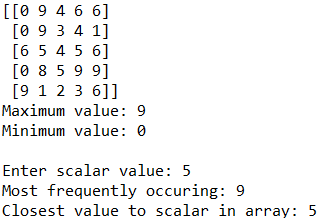 [[0 9 4 6 6]
[0 9 3 4 1]
[6 5 4 5 6]
[0 8 5 9 9]
[9 1 2 3 6]]
Maximum value: 9
Minimum value: 0
Enter scalar value: 5
Most frequently occuring: 9
Closest value to scalar in array: 5